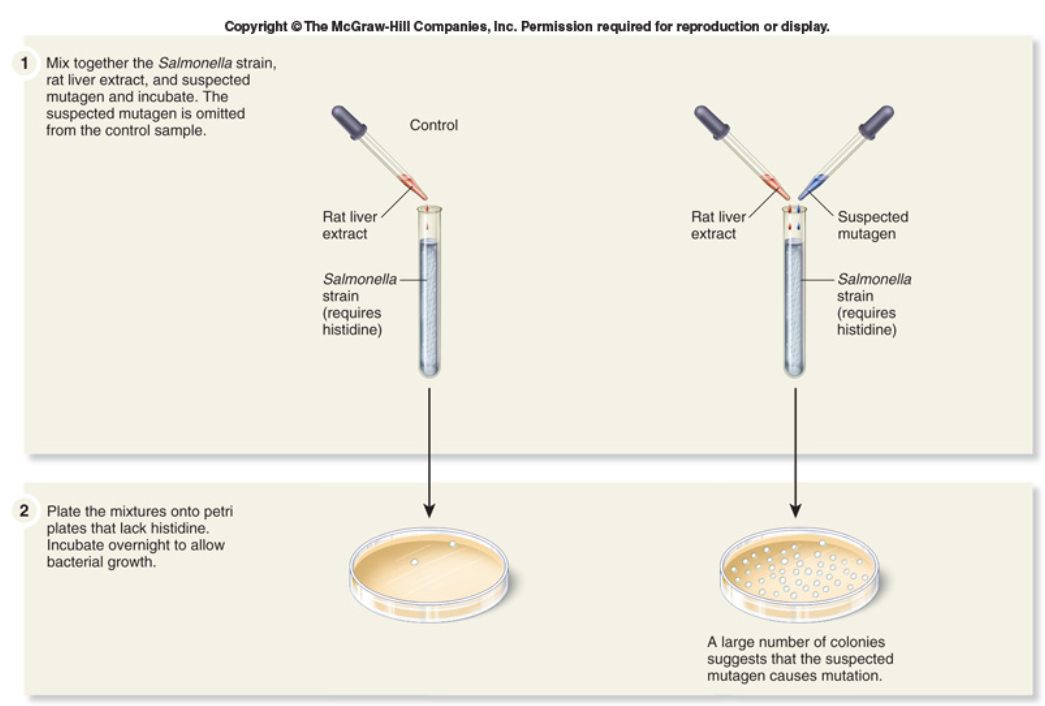 Copyright © The McGraw-Hill Companies, Inc. Permission required for reproduction or display.
1
Mix together the Salmonella strain,
rat liver extract, and suspected
mutagen and incubate. The
suspected mutagen is omitted
from the control sample.
Control
Rat liver
extract
Salmonella
strain
(requires
histidine)
Rat liver
extract
Suspected
mutagen
Salmonella
strain
(requires
histidine)
2
Plate the mixtures onto petri
plates that lack histidine.
Incubate overnight to allow
bacterial growth.
A large number of colonies
suggests that the suspected
mutagen causes mutation.